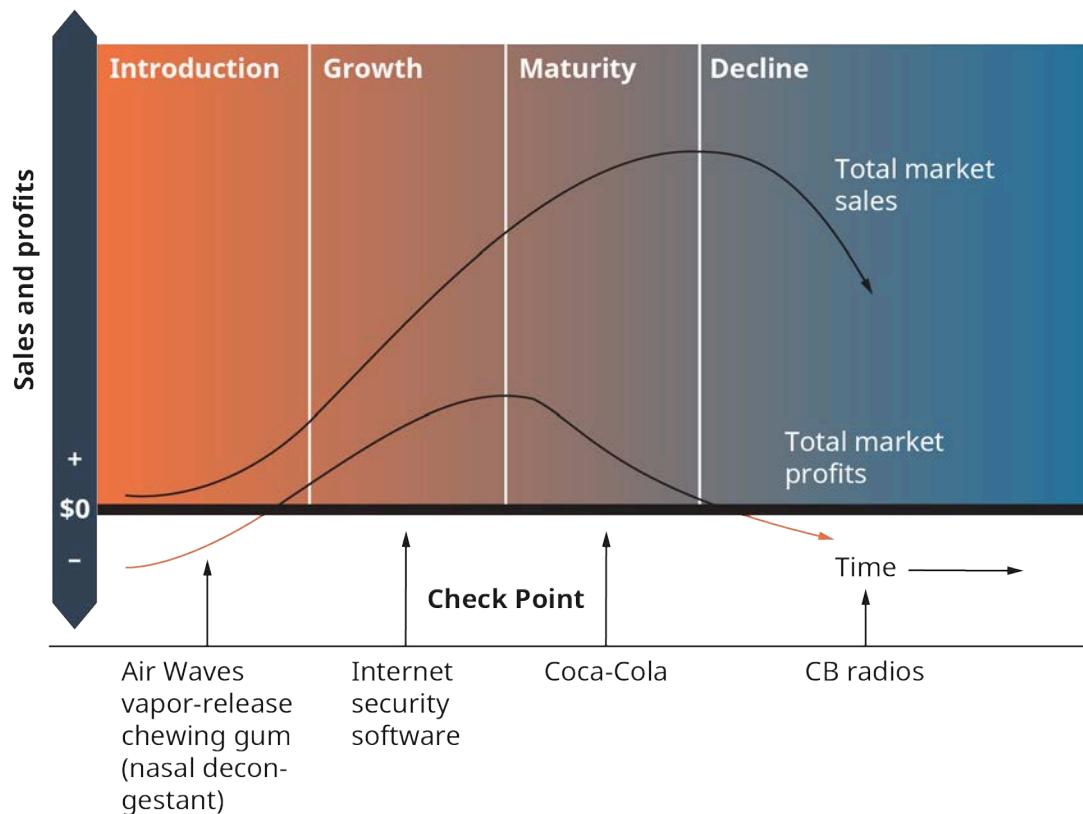 Introduction
Growth
Maturity
Decline
Sales and profits
Total market
sales
Total market
profits
+
$0
–
Time
Check Point
Air Waves
vapor-release
chewing gum
(nasal decon-
gestant)
Internet
security
software
Coca-Cola
CB radios